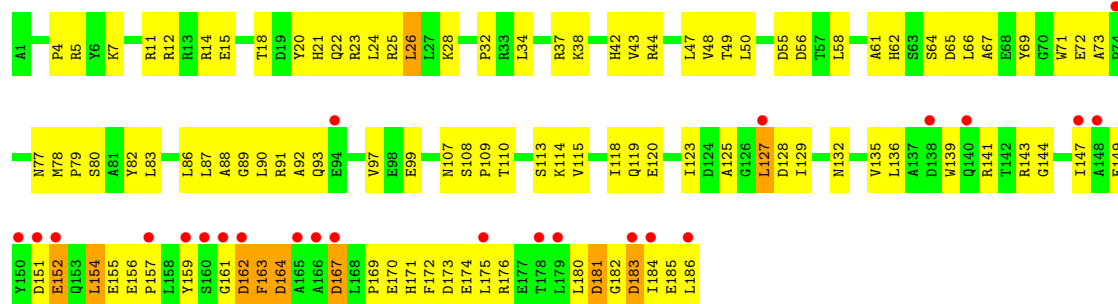 A1 P4 R5 Y6 K7 R11 R12 R13 R14 E15 T18 D19 Y20 H21 Q22 R23 L24 R25 L26 L27 K28 P32 R33 L34 R37 K38 H42 V43 R44 L47 V48 T49 L50 D55 D56 T57 L58 A61 H62 S63 S64 D65 L66 A67 E68 Y69 G70 W71 E72 A73
N77 M78 P79 S80 A81 Y82 L83 L86 L87 A88 G89 L90 R91 A92 Q93 E94 V97 E98 E99 N107 S108 P109 T110 S113 K114 V115 I118 Q119 E120 I123 D124 A125 G126 L127 D128 I129 N132 V135 L136 A137 D138 W139 Q140 R141 T142 R143 G144 I147 A148
Y150 D151 E152 Q153 L154 E155 E156 P157 L158 Y159 S160 G161 D162 F163 D164 A165 A166 D167 L168 P169 E170 H171 F172 D173 E174 L175 R176 E177 T178 L179 L180 D181 G182 D183 I184 E185 L186